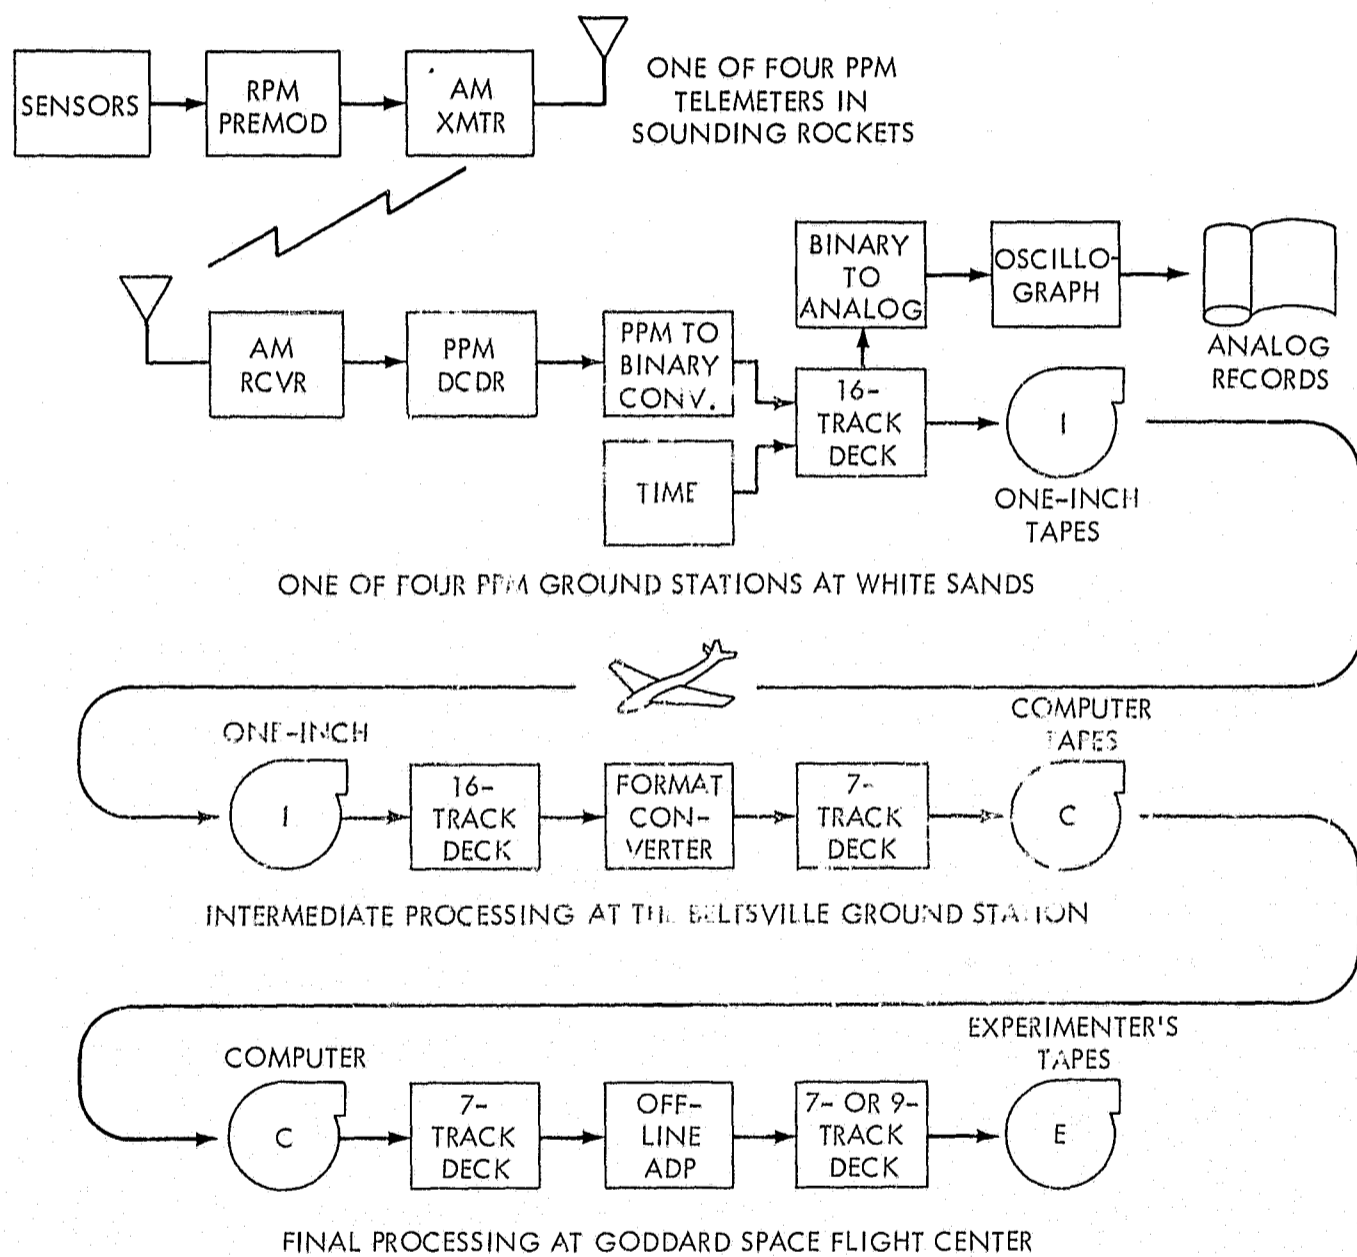 SENSORS
RPM
PREMOD
AM
XMTR
ONE OF FOUR PPM
TELEMETERS IN
SOUNDING ROCKETS
AM
RCVR
PPM
DCDR
PPM TO
BINARY
CONV.
TIME
16-
TRACK
DECK
BINARY
TO
ANALOG
OSCILLO-
GRAPH
ANALOG
RECORDS
I
ONE-INCH
TAPES
ONE OF FOUR PPM GROUND STATIONS AT WHITE SANDS
ONE-INCH
I
16-
TRACK
DECK
FORMAT
CON-
VERTER
7-
TRACK
DECK
COMPUTER
TAPES
C
INTERMEDIATE PROCESSING AT THE BELTSVILLE GROUND STATION
COMPUTER
C
7-
TRACK
DECK
OFF-
LINE
ADP
7- OR 9-
TRACK
DECK
EXPERIMENTER'S
TAPES
E
FINAL PROCESSING AT GODDARD SPACE FLIGHT CENTER